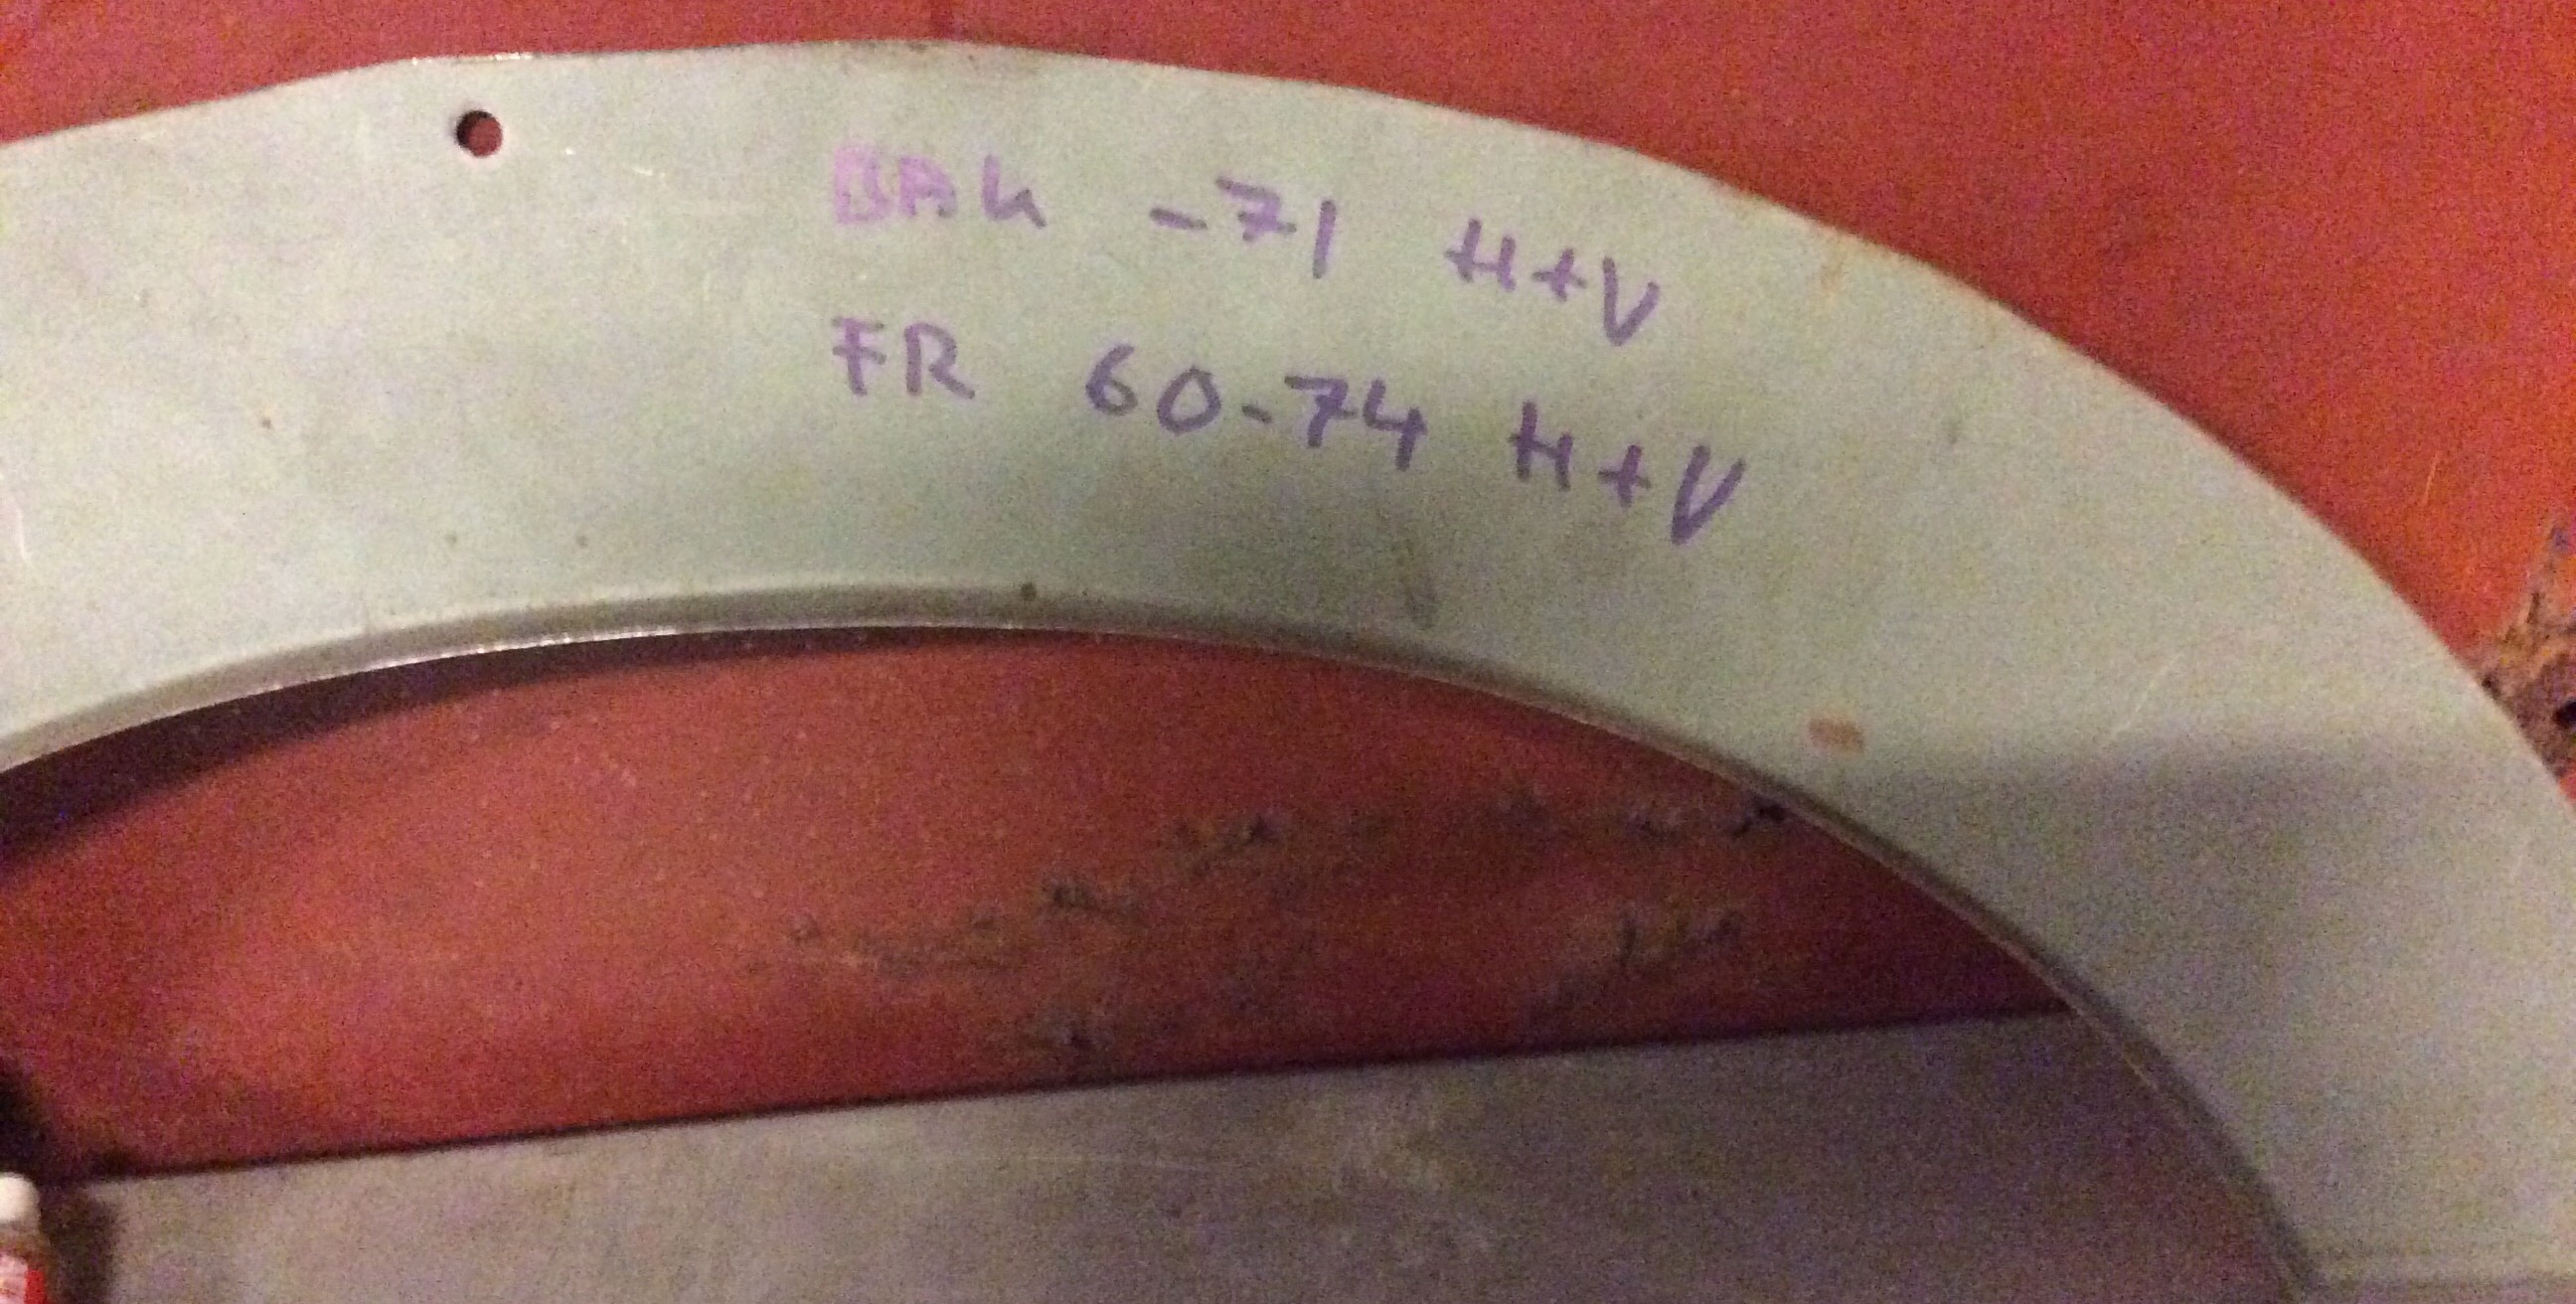 BAK -71 H+V
FR 60-74 H+V